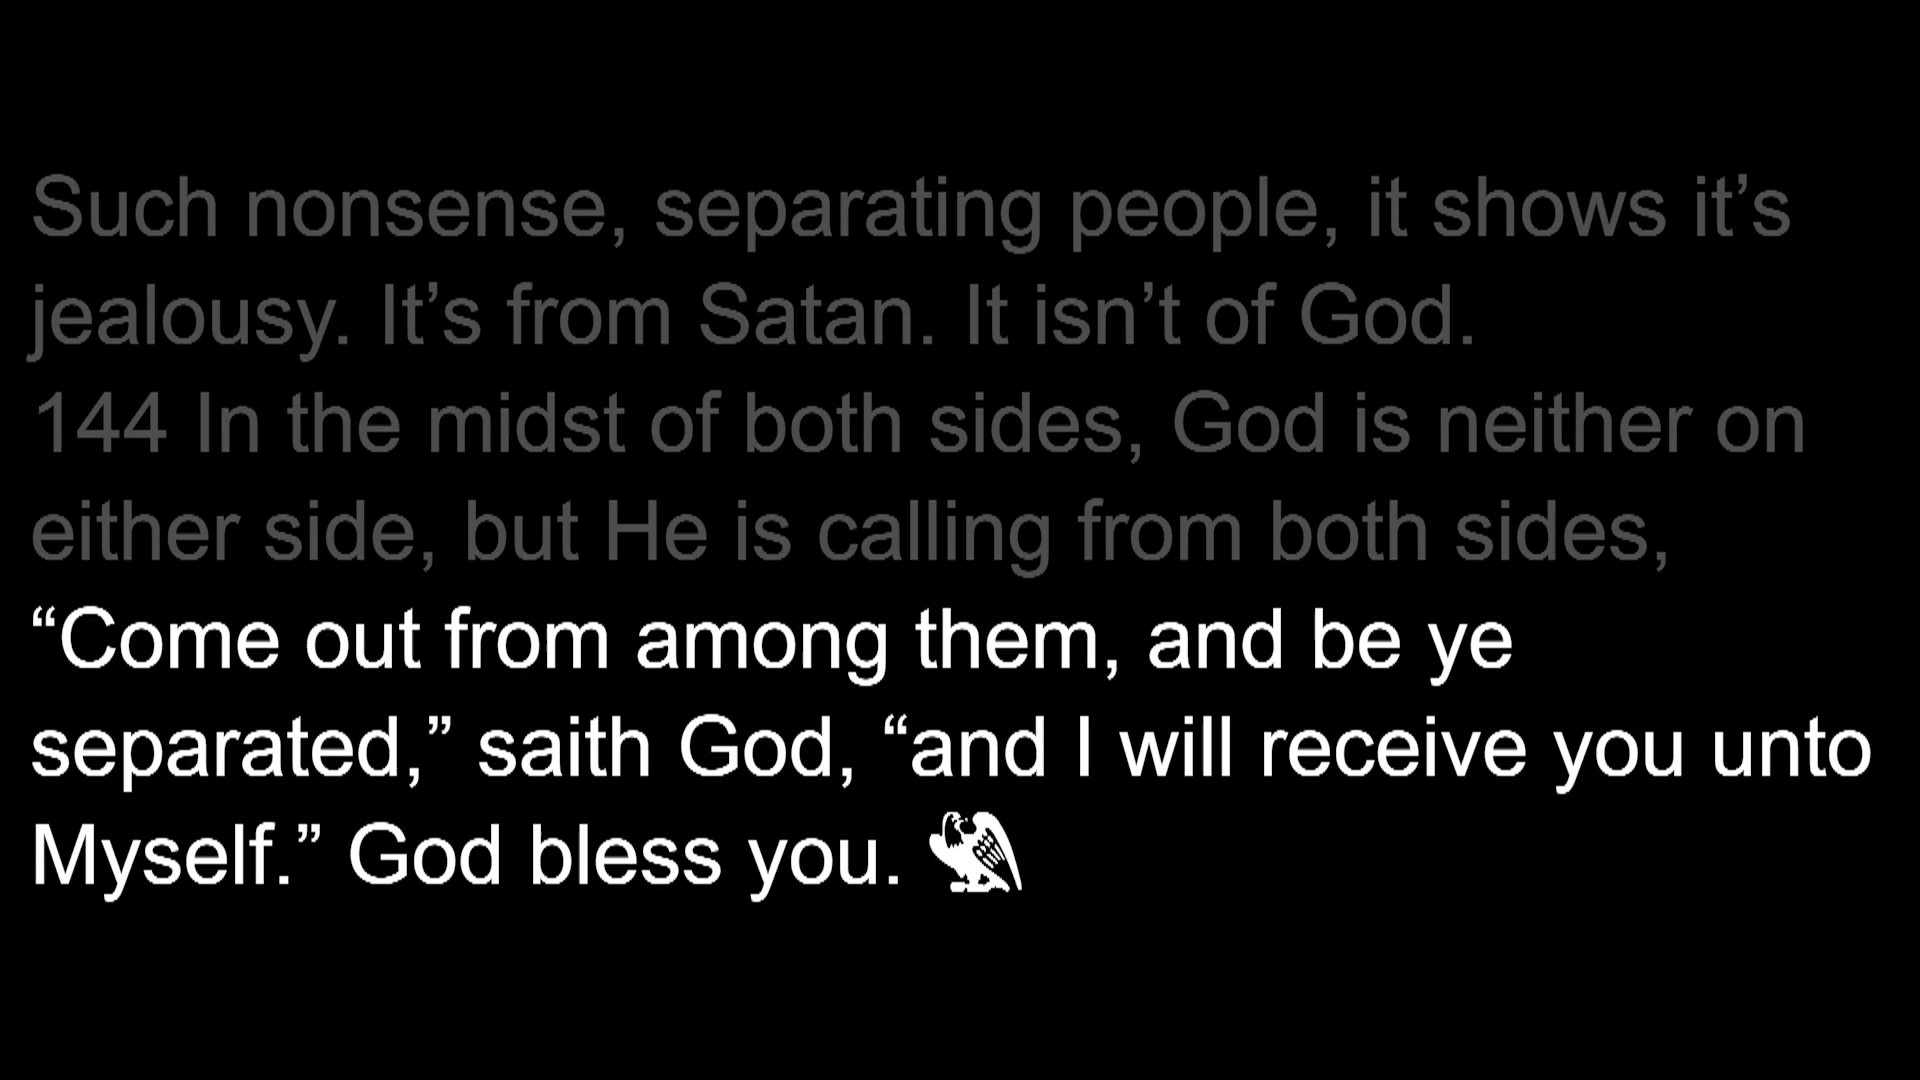 Such nonsense, separating people, it shows it’s
jealousy. It’s from Satan. It isn’t of God.
144 In the midst of both sides, God is neither on
either side, but He is calling from both sides,
“Come out from among them, and be ye
separated,” saith God, “and I will receive you unto
Myself.” God bless you.